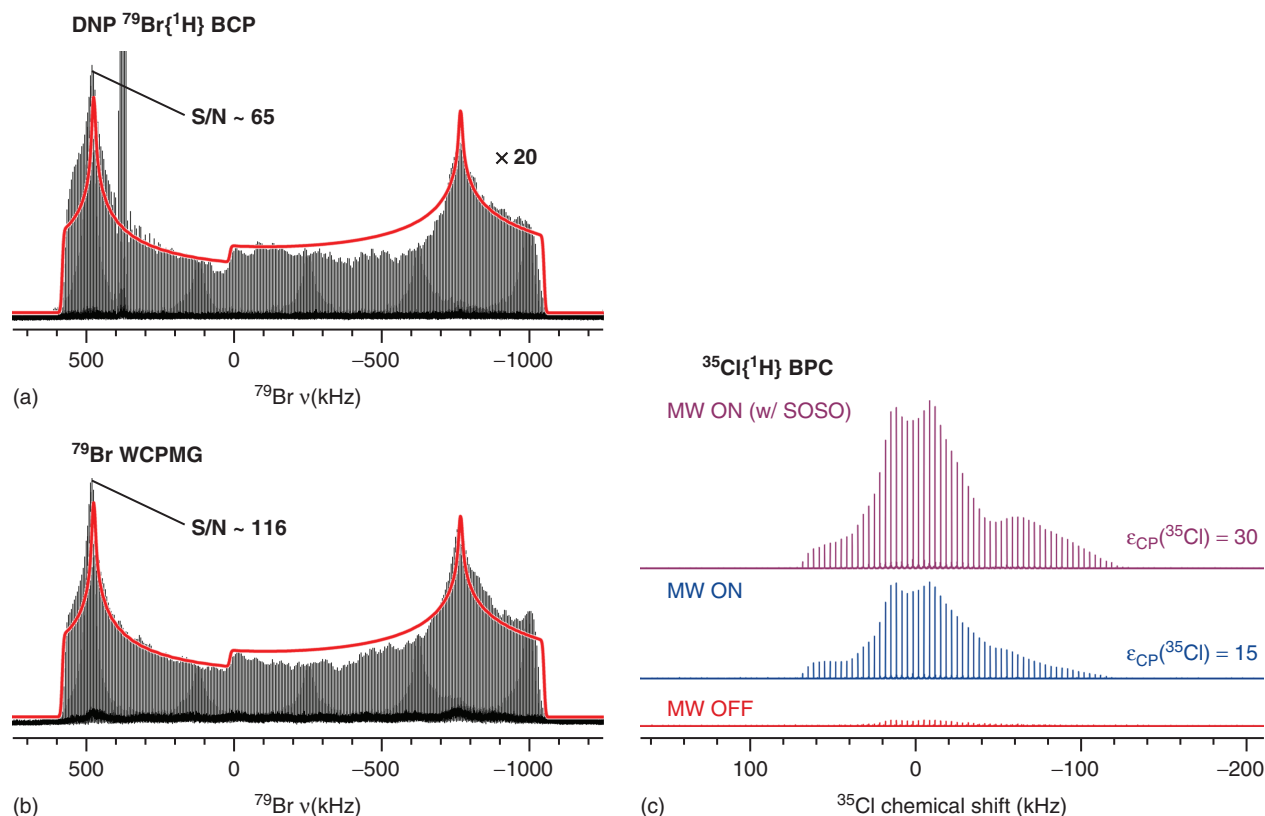 DNP ⁷⁹Br{¹H} BCP
S/N ~ 65
× 20
500 0 −500 −1000
(a) ⁷⁹Br ν(kHz)
⁷⁹Br WCPMG
S/N ~ 116
500 0 −500 −1000
(b) ⁷⁹Br ν(kHz)
³⁵Cl{¹H} BPC
MW ON (w/ SOSO)
εCP(³⁵Cl) = 30
MW ON
εCP(³⁵Cl) = 15
MW OFF
100 0 −100 −200
(c) ³⁵Cl chemical shift (kHz)